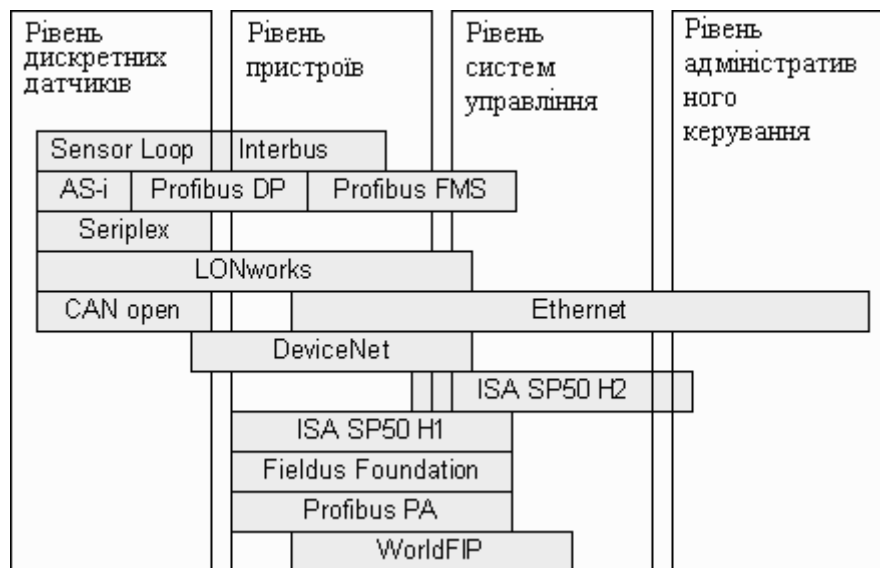 Рівень
дискретних
датчиків
Рівень
пристроїв
Рівень
систем
управління
Рівень
адміністратив
ного
керування
Sensor Loop
Interbus
AS-i
Profibus DP
Profibus FMS
Seriplex
LONworks
CAN open
Ethernet
DeviceNet
ISA SP50 H2
ISA SP50 H1
Fieldus Foundation
Profibus PA
WorldFIP